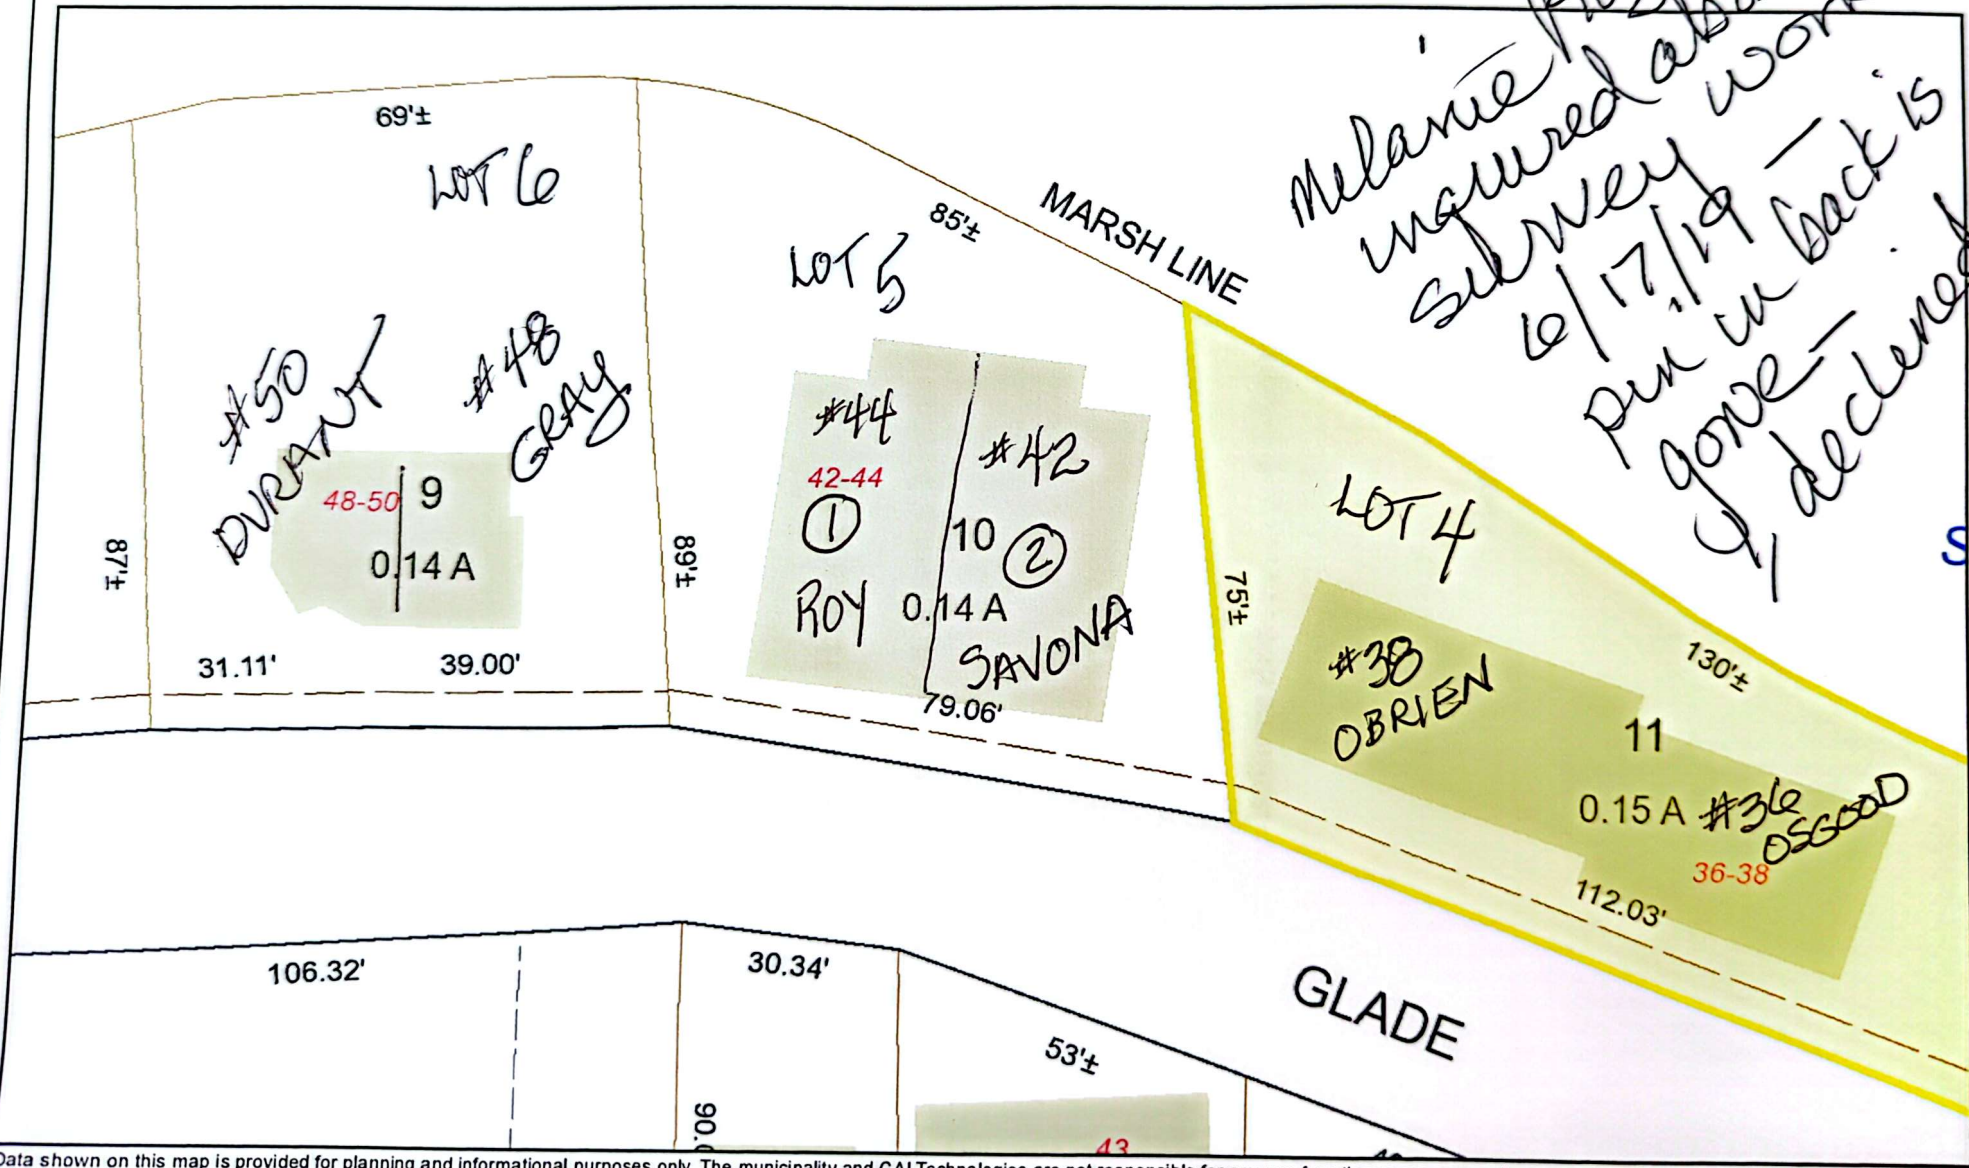 Melanie
inquired
survey work
6/17/19 —
pin in back is
gone —
declined
69'±
LOT 6
85'±
MARSH LINE
LOT 5
#50
DURANT
#48
GRAY
48-50
9
0.14 A
87'±
89'±
31.11'
39.00'
#44
42-44
1
ROY
#42
10
2
0.14 A
SAVONA
79.06'
LOT 4
75'±
130'±
#38
OBRIEN
11
0.15 A
#36
OSGOOD
36-38
112.03'
GLADE
106.32'
30.34'
53'±
90.
43
Data shown on this map is provided for planning and informational purposes only. The municipality and CAI Technologies are not responsible for